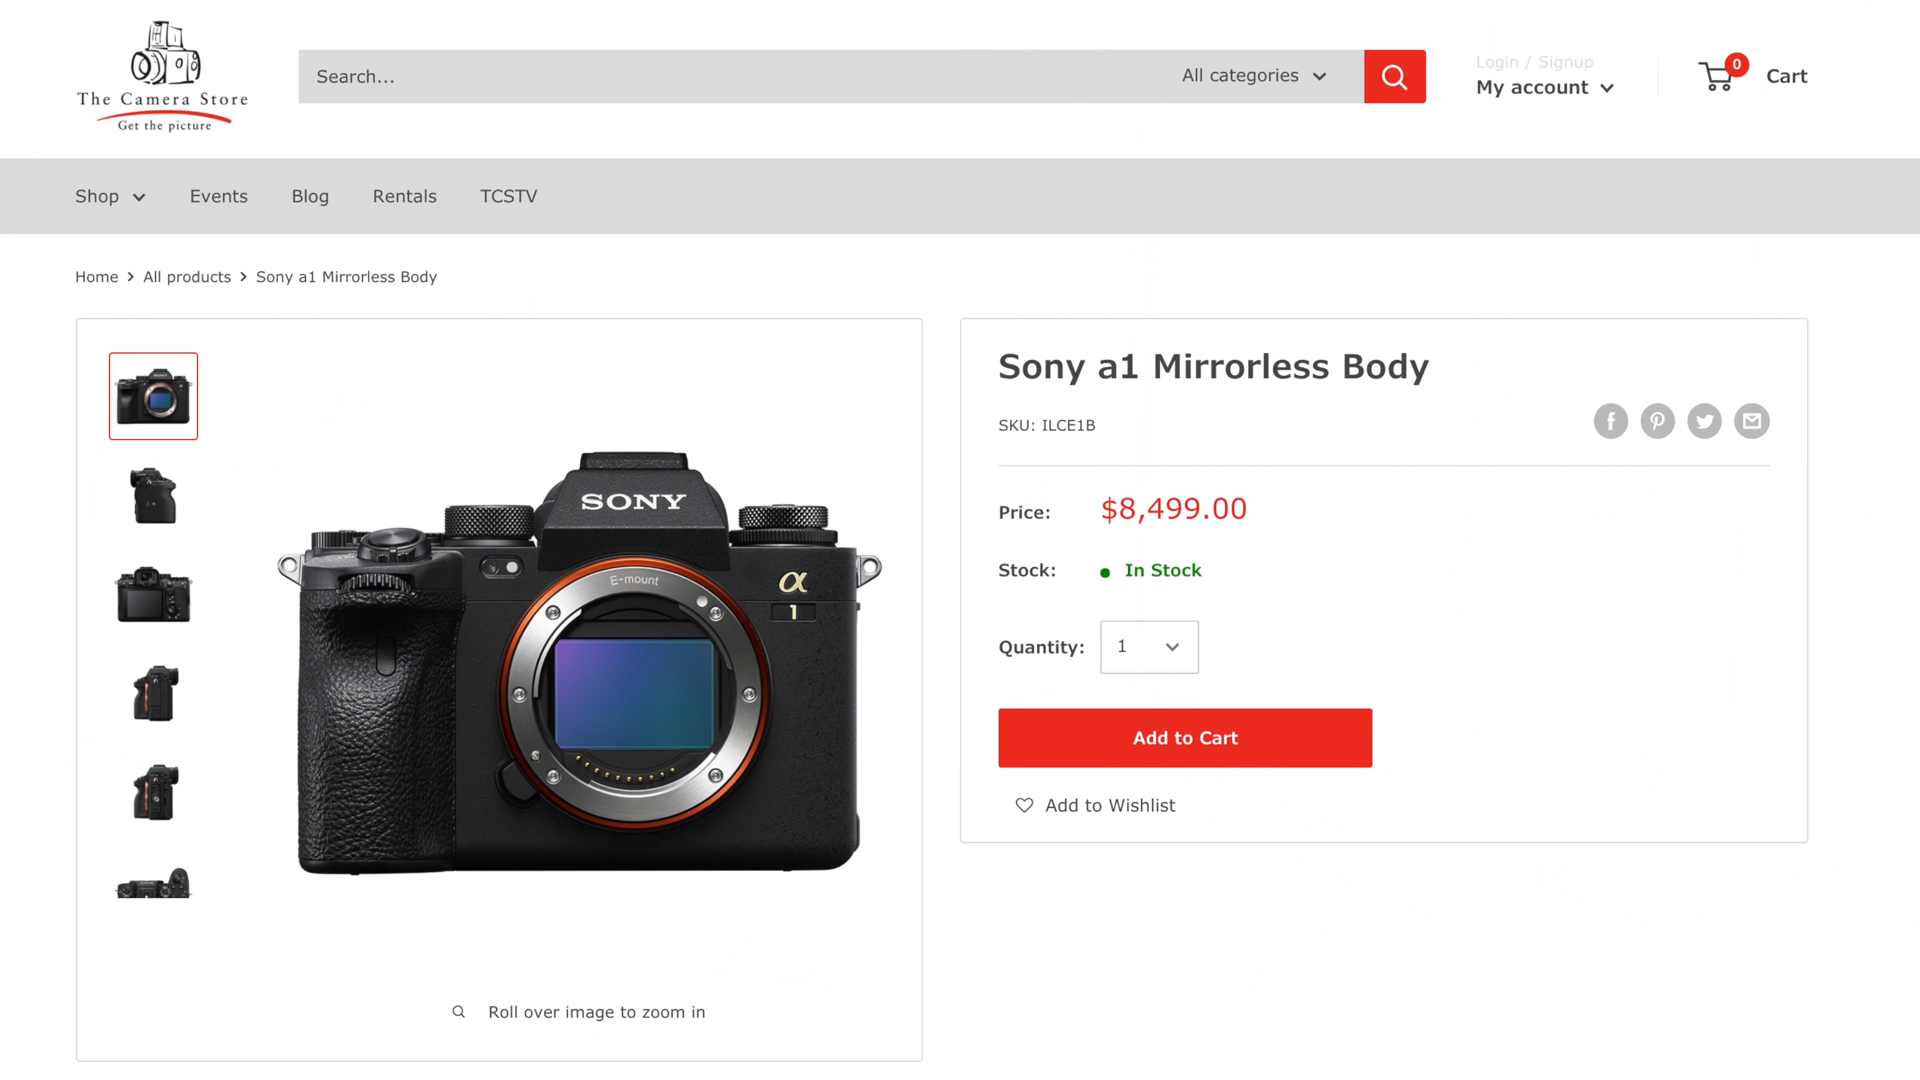 The Camera Store
Get the picture
Search...
All categories
Login / Signup
My account
0
Cart
Shop
Events
Blog
Rentals
TCSTV
Home > All products > Sony a1 Mirrorless Body
SONY
E-mount
α
1
Roll over image to zoom in
Sony a1 Mirrorless Body
SKU: ILCE1B
Price: $8,499.00
Stock: In Stock
Quantity: 1
Add to Cart
Add to Wishlist